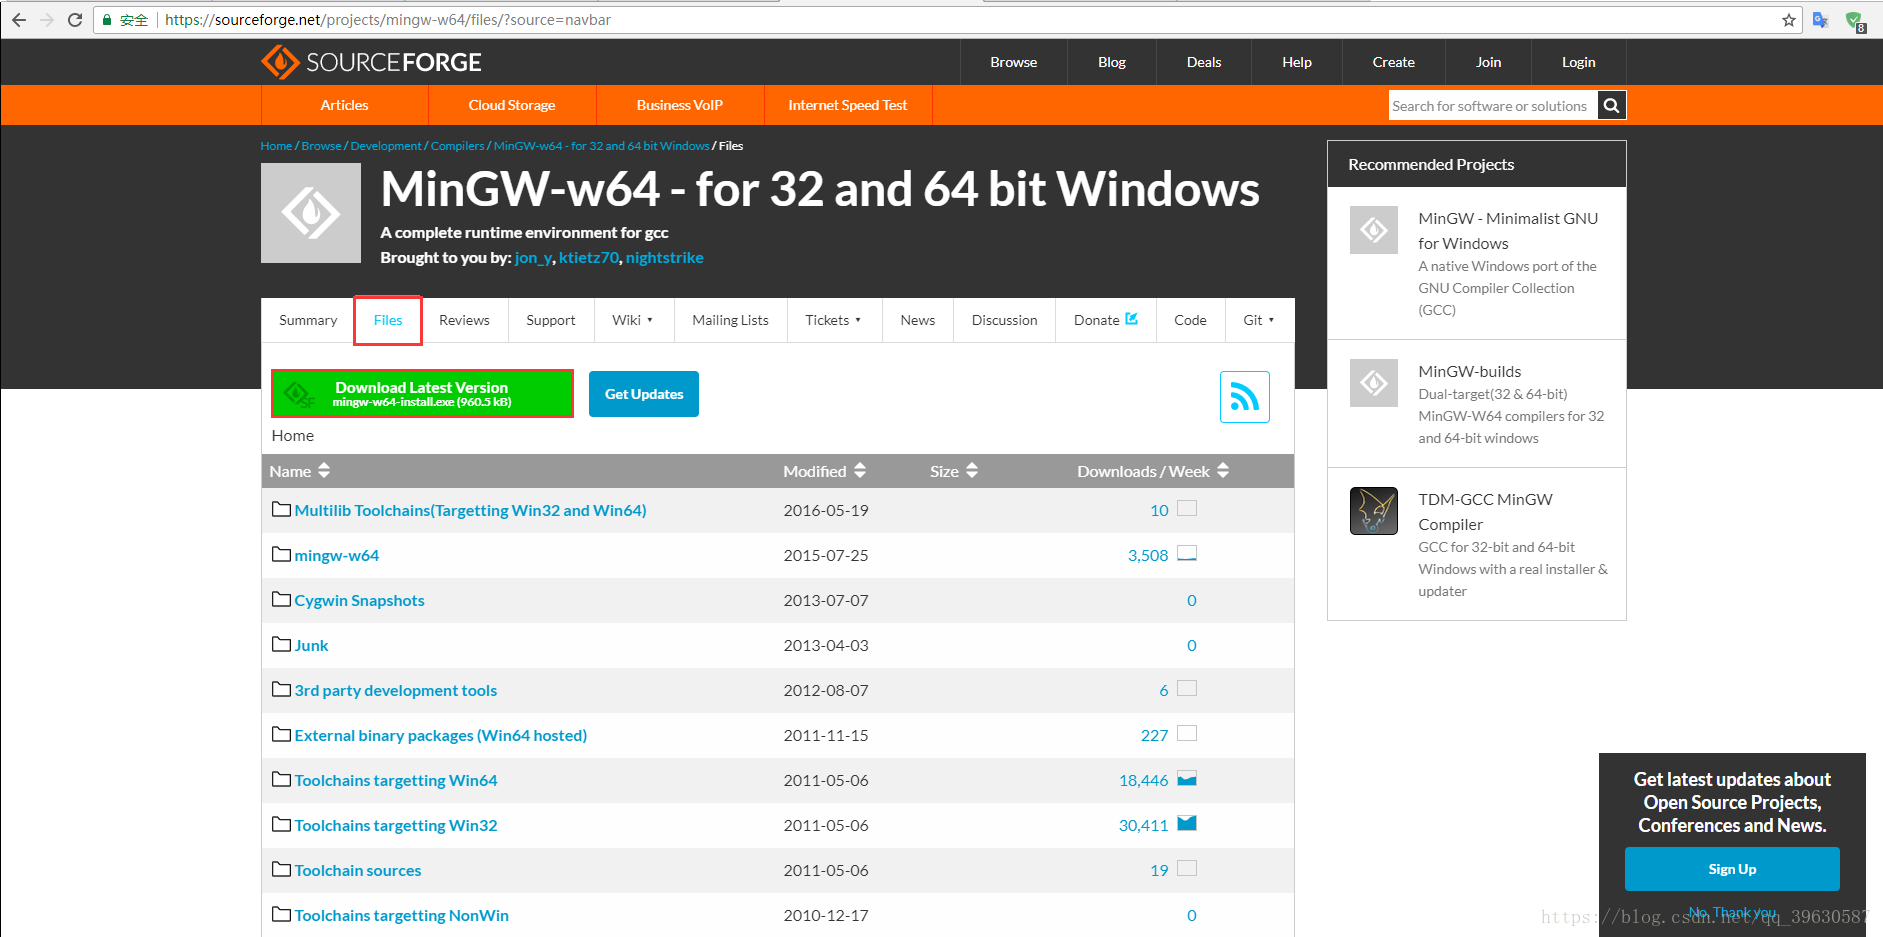 安全 https://sourceforge.net/projects/mingw-w64/files/?source=navbar
8
SOURCEFORGE
Browse Blog Deals Help Create Join Login
Articles Cloud Storage Business VoIP Internet Speed Test
Search for software or solutions
Home / Browse / Development / Compilers / MinGW-w64 - for 32 and 64 bit Windows / Files
MinGW-w64 - for 32 and 64 bit Windows
A complete runtime environment for gcc
Brought to you by: jon_y, ktietz70, nightstrike
Summary Files Reviews Support Wiki Mailing Lists Tickets News Discussion Donate Code Git
Download Latest Version
mingw-w64-install.exe (960.5 kB)
SF
Get Updates
Home
Name Modified Size Downloads / Week
Multilib Toolchains(Targetting Win32 and Win64) 2016-05-19 10
mingw-w64 2015-07-25 3,508
Cygwin Snapshots 2013-07-07 0
Junk 2013-04-03 0
3rd party development tools 2012-08-07 6
External binary packages (Win64 hosted) 2011-11-15 227
Toolchains targetting Win64 2011-05-06 18,446
Toolchains targetting Win32 2011-05-06 30,411
Toolchain sources 2011-05-06 19
Toolchains targetting NonWin 2010-12-17 0
Recommended Projects
MinGW - Minimalist GNU
for Windows
A native Windows port of the
GNU Compiler Collection
(GCC)
MinGW-builds
Dual-target(32 & 64-bit)
MinGW-W64 compilers for 32
and 64-bit windows
TDM-GCC MinGW
Compiler
GCC for 32-bit and 64-bit
Windows with a real installer &
updater
Get latest updates about
Open Source Projects,
Conferences and News.
Sign Up
No, Thank you
https://blog.csdn.net/qq_39630587